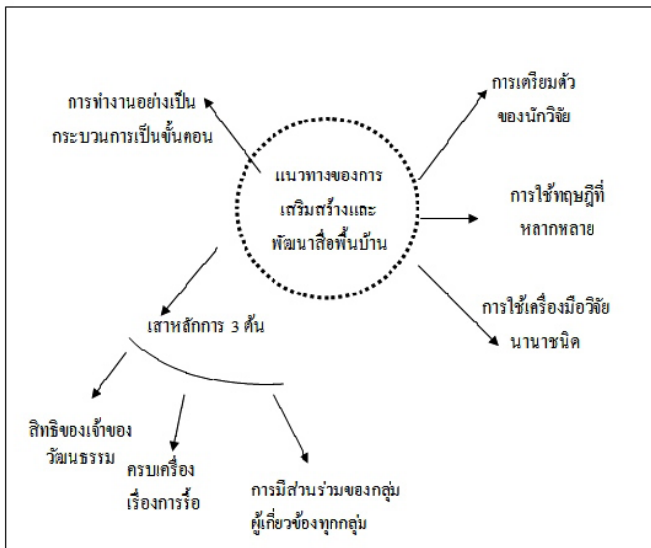 การทำงานอย่างเป็น
กระบวนการเป็นขั้นตอน
การเตรียมตัว
ของนักวิจัย
แนวทางของการ
เสริมสร้างและ
พัฒนาสื่อพื้นบ้าน
การใช้ทฤษฎีที่
หลากหลาย
การใช้เครื่องมือวิจัย
นานาชนิด
เสาหลักการ 3 ต้น
สิทธิของเจ้าของ
วัฒนธรรม
ครบเครื่อง
เรื่องการรื้อ
การมีส่วนร่วมของกลุ่ม
ผู้เกี่ยวข้องทุกกลุ่ม